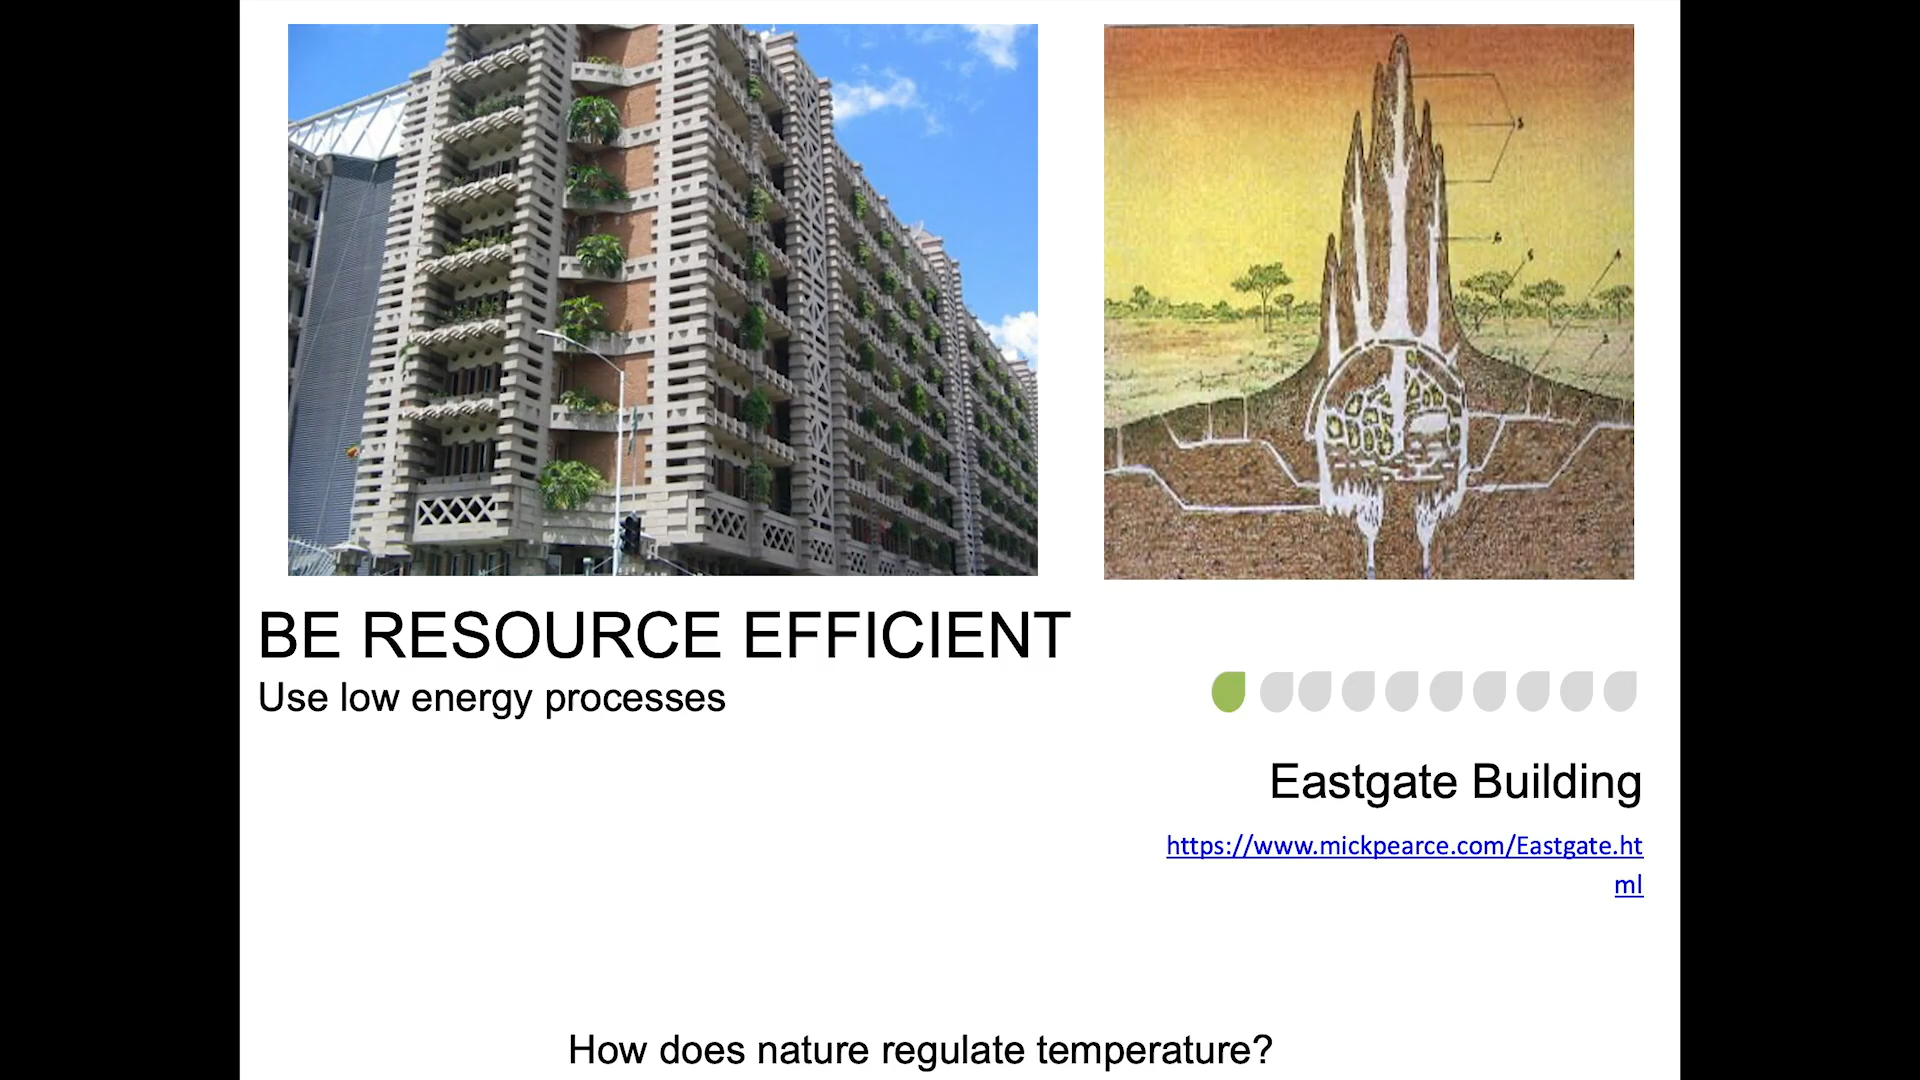 BE RESOURCE EFFICIENT
Use low energy processes
Eastgate Building
https://www.mickpearce.com/Eastgate.ht
ml
How does nature regulate temperature?